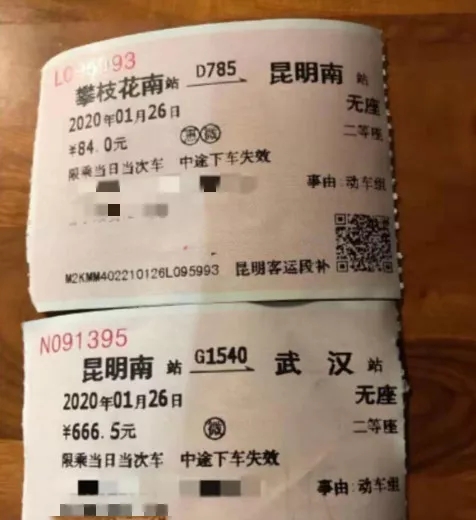 L095993
攀枝花南站 D785 昆明南站
2020年01月26日 无座
¥84.0元 惠 微 二等座
限乘当日当次车 中途下车失效
事由:动车组
M2KMM402210126L095993 昆明客运段补
N091395
昆明南站 G1540 武汉站
2020年01月26日 无座
¥666.5元 微 二等座
限乘当日当次车 中途下车失效
事由:动车组